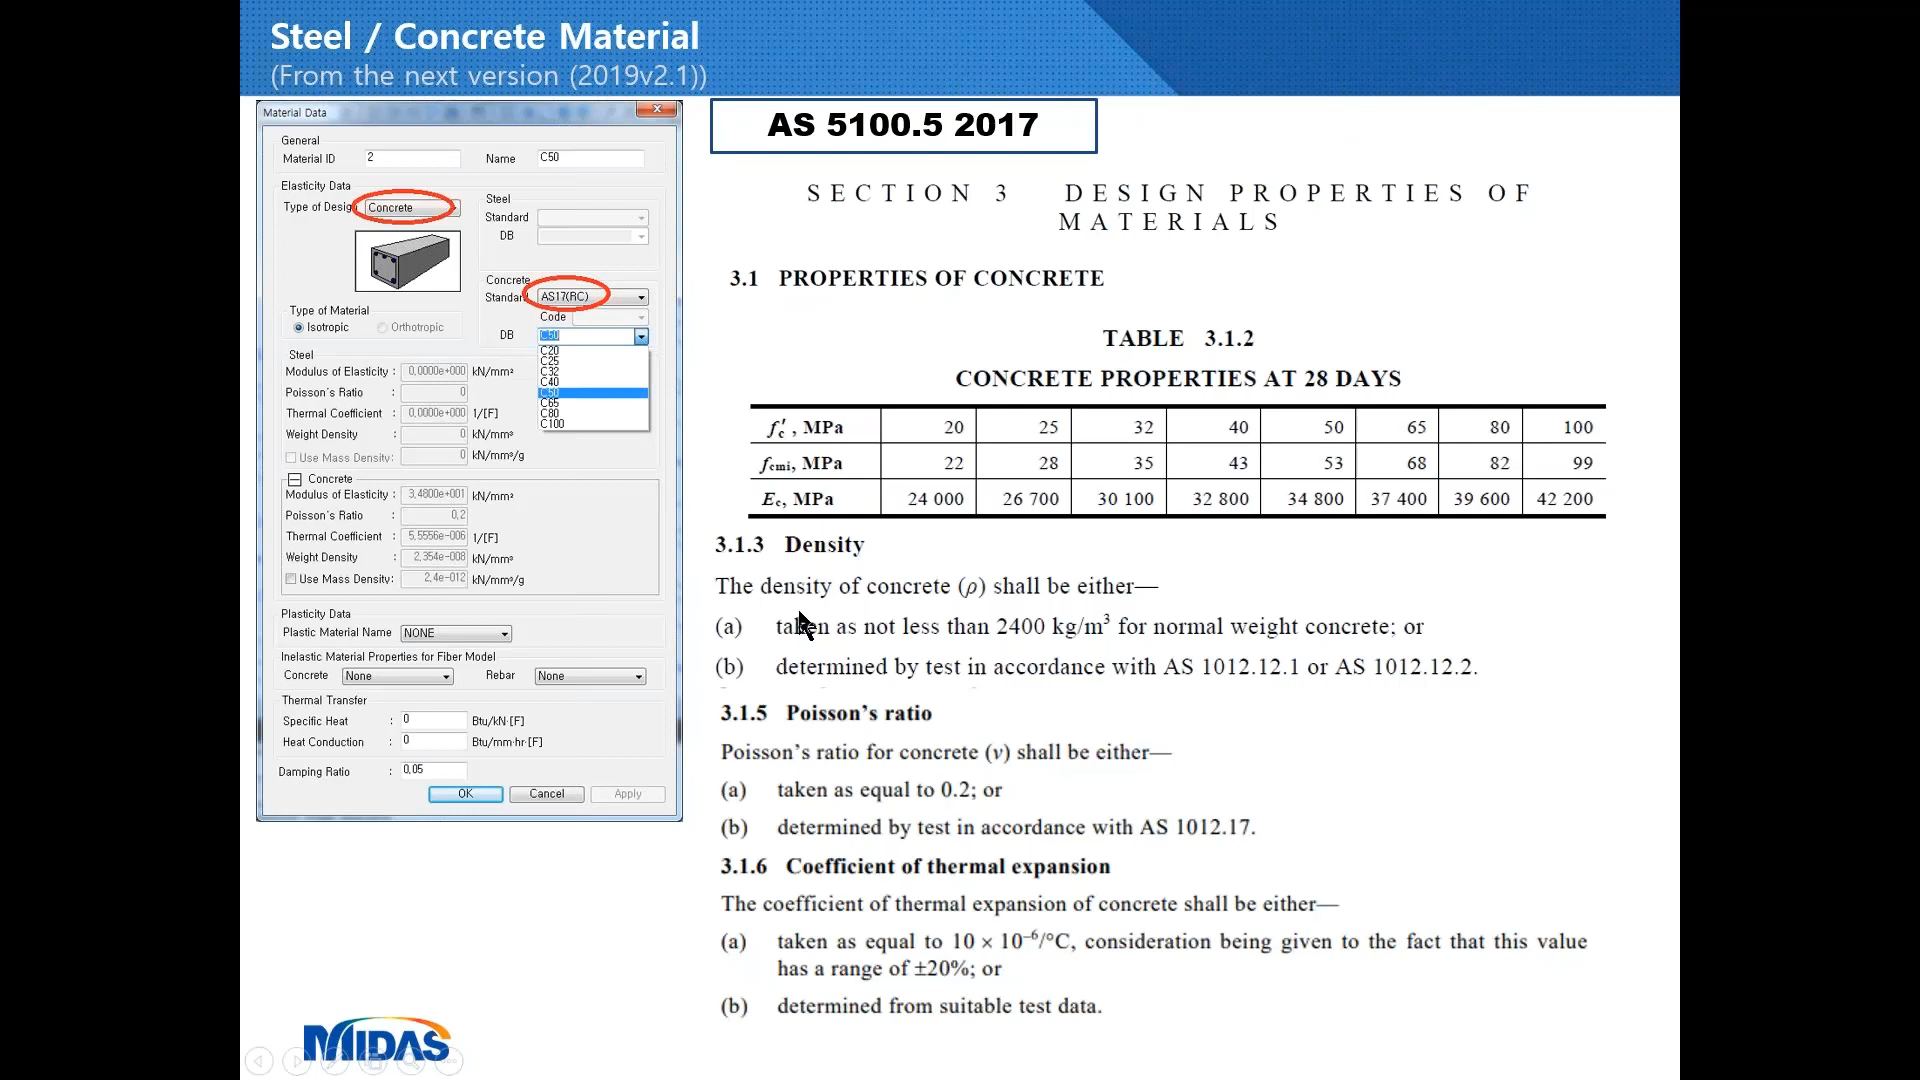 Steel / Concrete Material
(From the next version (2019v2.1))
Material Data
General
Material ID 2 Name C50
Elasticity Data
Type of Design Concrete
Steel
Standard
DB
Concrete
Standard AS17(RC)
Code
DB C50
C20
C25
C32
C40
C50
C65
C80
C100
Type of Material
Isotropic Orthotropic
Steel
Modulus of Elasticity : 0,0000e+000 kN/mm²
Poisson's Ratio : 0
Thermal Coefficient : 0,0000e+000 1/[F]
Weight Density : 0 kN/mm³
Use Mass Density: 0 kN/mm³/g
Concrete
Modulus of Elasticity : 3,4800e+001 kN/mm²
Poisson's Ratio : 0,2
Thermal Coefficient : 5,5556e-006 1/[F]
Weight Density : 2,354e-008 kN/mm³
Use Mass Density: 2,4e-012 kN/mm³/g
Plasticity Data
Plastic Material Name NONE
Inelastic Material Properties for Fiber Model
Concrete None Rebar None
Thermal Transfer
Specific Heat : 0 Btu/kN·[F]
Heat Conduction : 0 Btu/mm·hr·[F]
Damping Ratio : 0,05
OK Cancel Apply
MIDAS
AS 5100.5 2017
SECTION 3 DESIGN PROPERTIES OF
MATERIALS
3.1 PROPERTIES OF CONCRETE
TABLE 3.1.2
CONCRETE PROPERTIES AT 28 DAYS
f′c , MPa 20 25 32 40 50 65 80 100
fcmi, MPa 22 28 35 43 53 68 82 99
Ec, MPa 24 000 26 700 30 100 32 800 34 800 37 400 39 600 42 200
3.1.3 Density
The density of concrete (ρ) shall be either—
(a) taken as not less than 2400 kg/m³ for normal weight concrete; or
(b) determined by test in accordance with AS 1012.12.1 or AS 1012.12.2.
3.1.5 Poisson's ratio
Poisson's ratio for concrete (ν) shall be either—
(a) taken as equal to 0.2; or
(b) determined by test in accordance with AS 1012.17.
3.1.6 Coefficient of thermal expansion
The coefficient of thermal expansion of concrete shall be either—
(a) taken as equal to 10 × 10⁻⁶/°C, consideration being given to the fact that this value
has a range of ±20%; or
(b) determined from suitable test data.